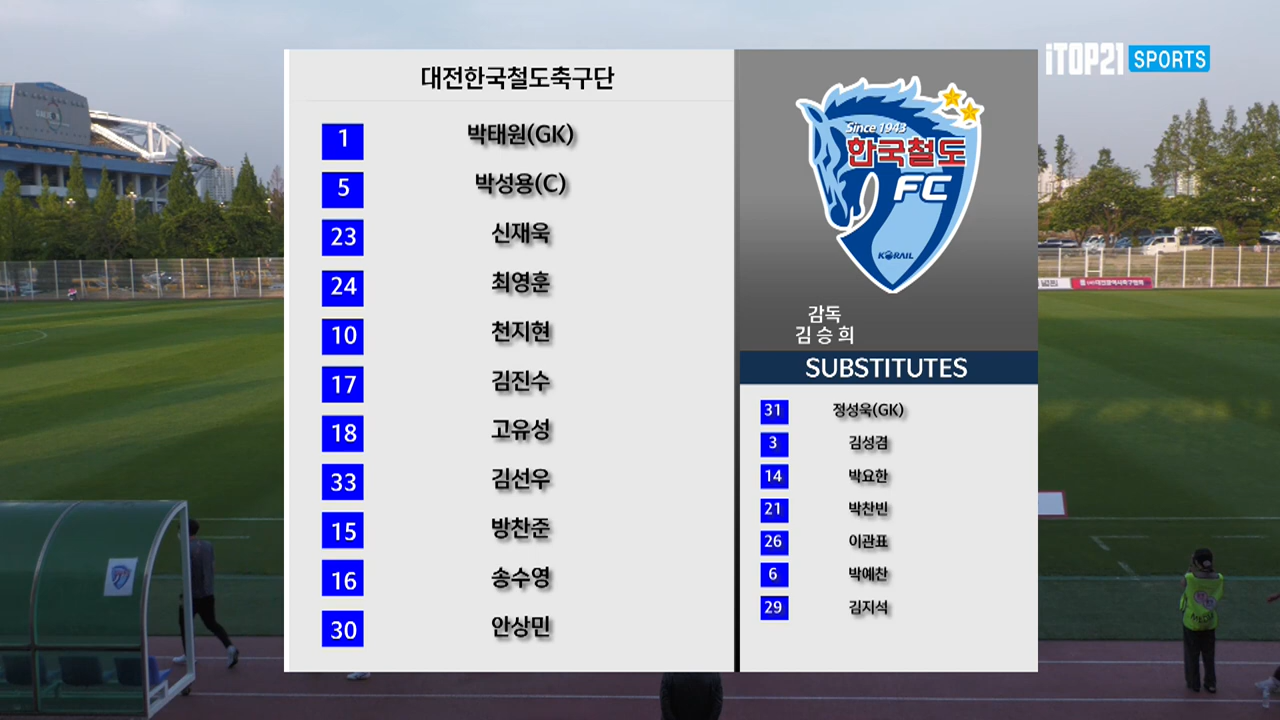 iTOP21 SPORTS
대전한국철도축구단
1 박태원(GK)
5 박성용(C)
23 신재욱
24 최영훈
10 천지현
17 김진수
18 고유성
33 김선우
15 방찬준
16 송수영
30 안상민
Since 1943
한국철도
FC
KORAIL
감독
김 승 희
SUBSTITUTES
31 정성욱(GK)
3 김성겸
14 박요한
21 박찬빈
26 이관표
6 박예찬
29 김지석